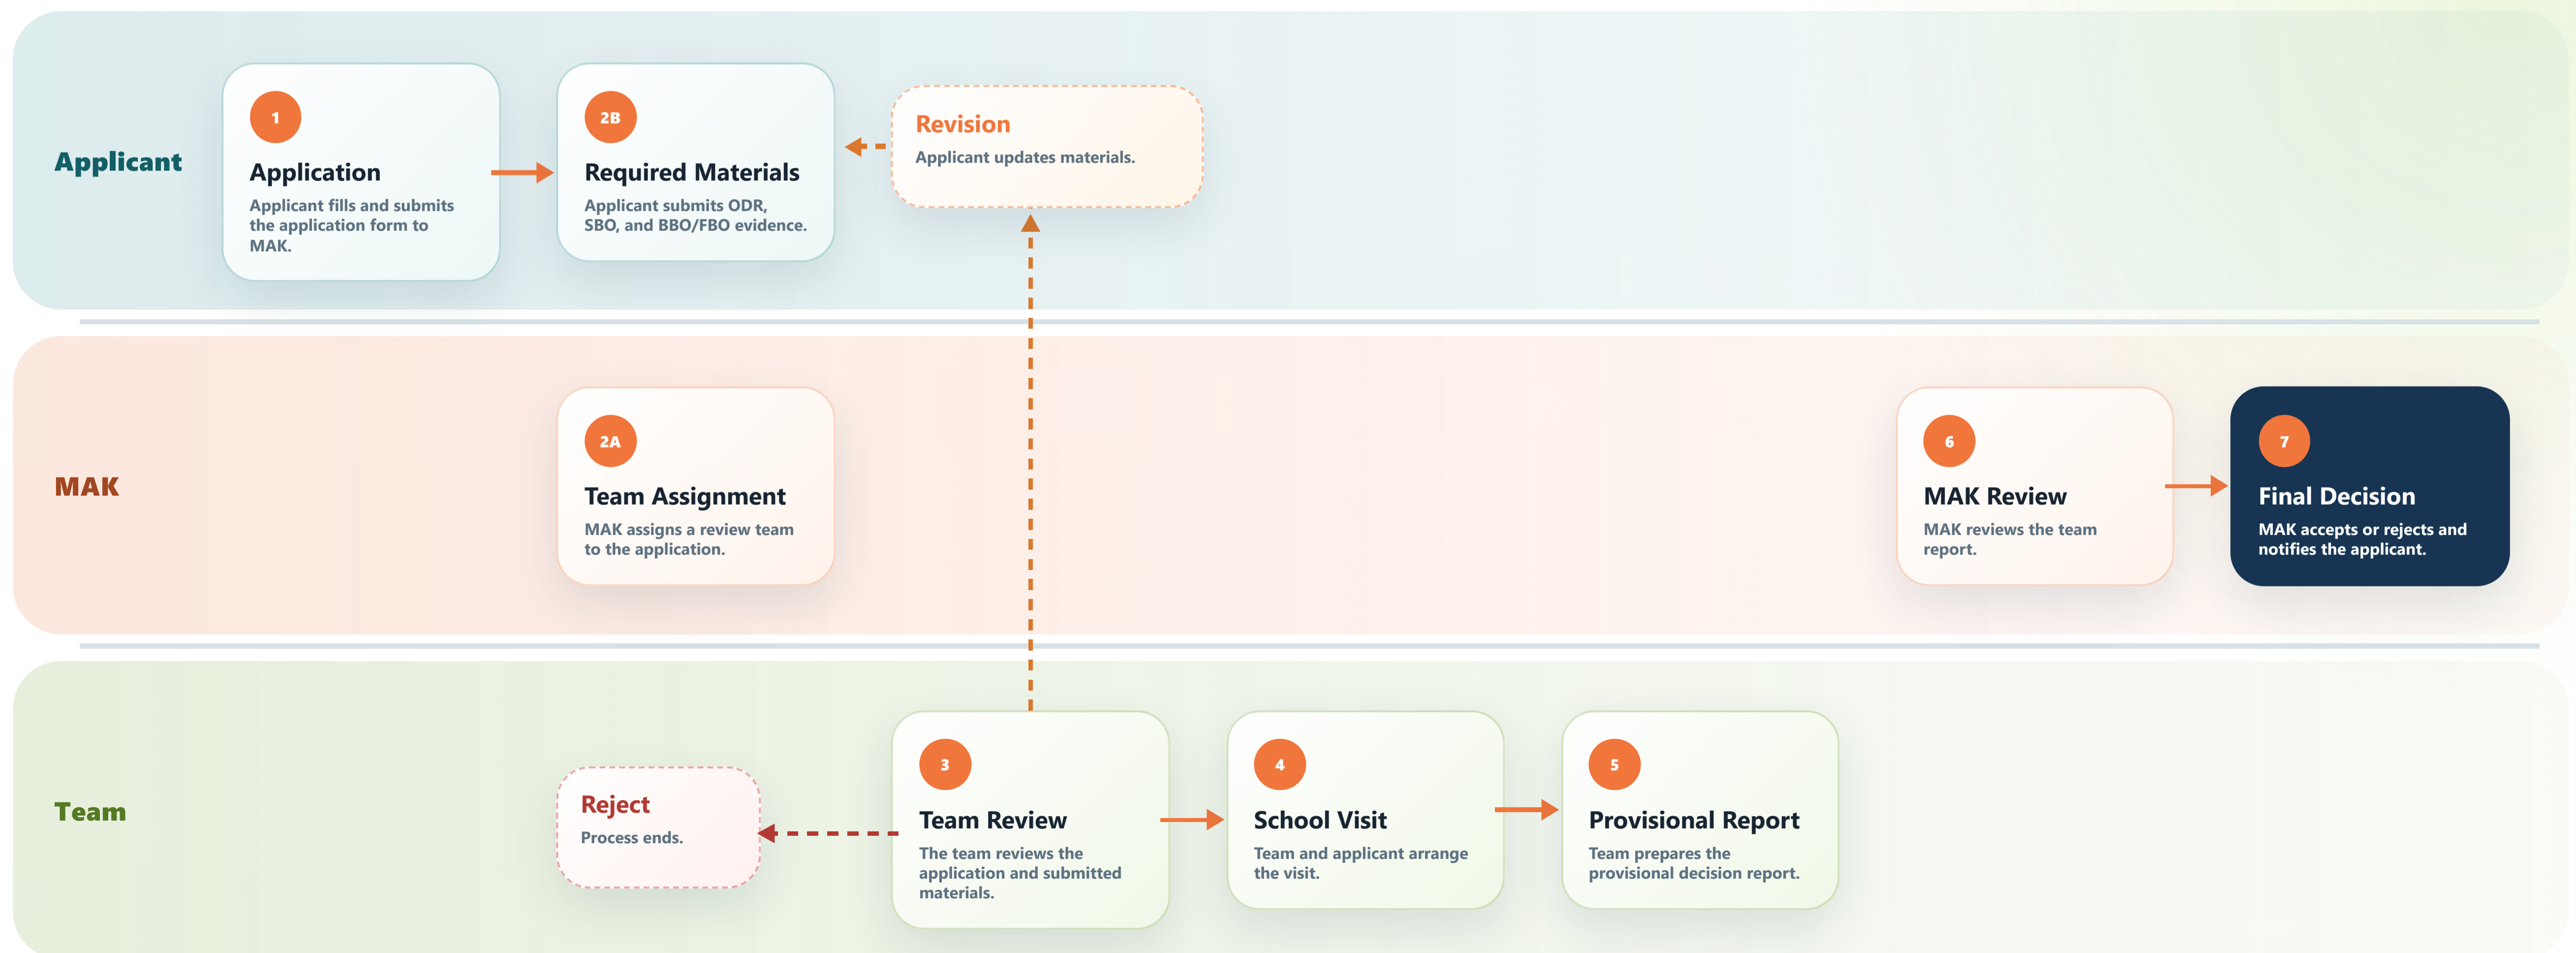 Applicant
1
Application
Applicant fills and submits
the application form to
MAK.
2B
Required Materials
Applicant submits ODR,
SBO, and BBO/FBO evidence.
Revision
Applicant updates materials.
MAK
2A
Team Assignment
MAK assigns a review team
to the application.
6
MAK Review
MAK reviews the team
report.
7
Final Decision
MAK accepts or rejects and
notifies the applicant.
Team
Reject
Process ends.
3
Team Review
The team reviews the
application and submitted
materials.
4
School Visit
Team and applicant arrange
the visit.
5
Provisional Report
Team prepares the
provisional decision report.